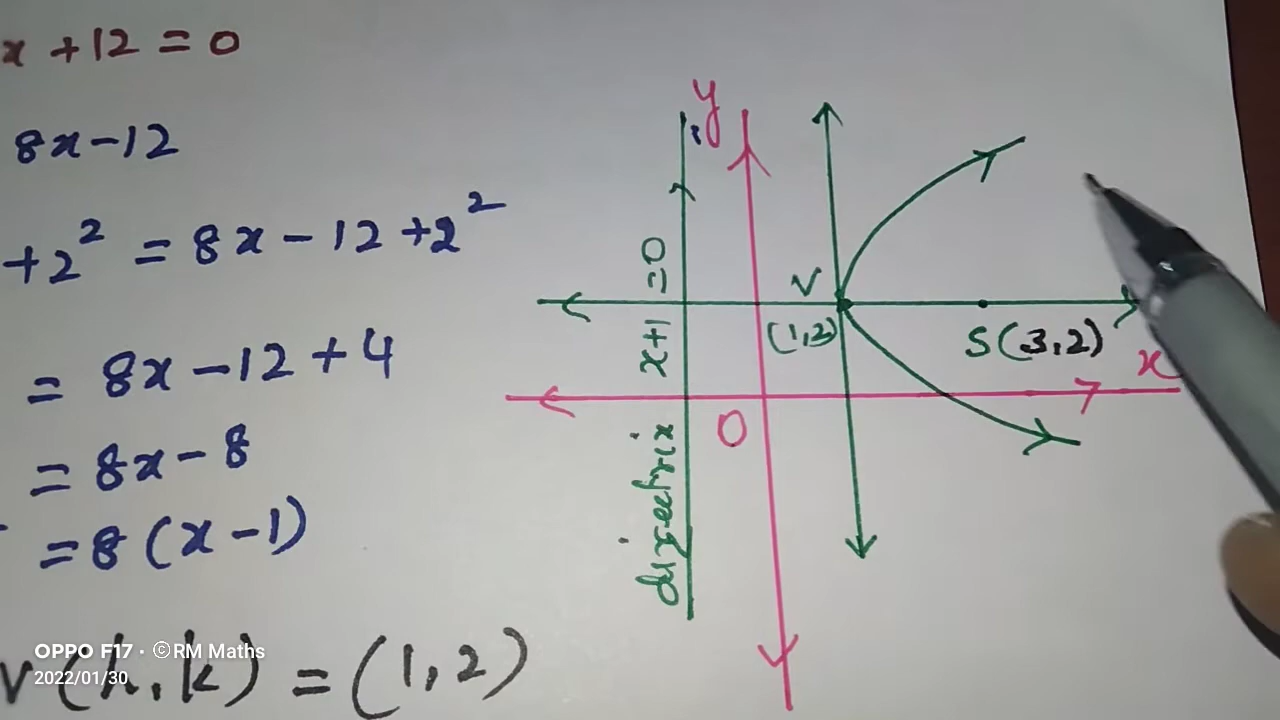 x + 12 = 0
8x - 12
+ 2² = 8x - 12 + 2²
= 8x - 12 + 4
= 8x - 8
= 8 (x - 1)
V (h, k) = (1, 2)
y
V
(1,2)
S(3,2)
x
O
directrix x+1 =0
OPPO F17 · ©RM Maths
2022/01/30